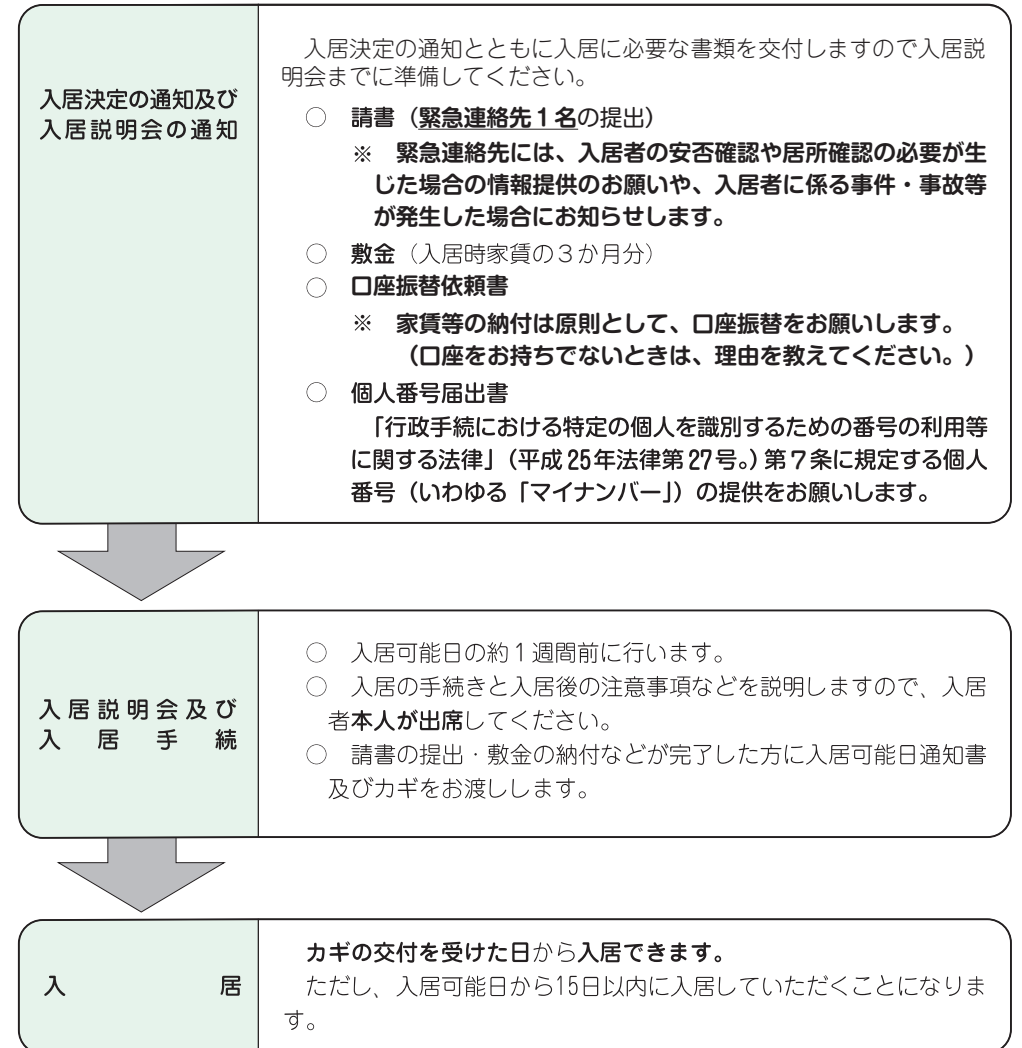 入居決定の通知及び
入居説明会の通知
入居決定の通知とともに入居に必要な書類を交付しますので入居説
明会までに準備してください。
○ 請書（緊急連絡先１名の提出）
※ 緊急連絡先には、入居者の安否確認や居所確認の必要が生
じた場合の情報提供のお願いや、入居者に係る事件・事故等
が発生した場合にお知らせします。
○ 敷金（入居時家賃の３か月分）
○ 口座振替依頼書
※ 家賃等の納付は原則として、口座振替をお願いします。
（口座をお持ちでないときは、理由を教えてください。）
○ 個人番号届出書
「行政手続における特定の個人を識別するための番号の利用等
に関する法律」（平成25年法律第27号。）第７条に規定する個人
番号（いわゆる「マイナンバー」）の提供をお願いします。
入居説明会及び
入居手続
○ 入居可能日の約１週間前に行います。
○ 入居の手続きと入居後の注意事項などを説明しますので、入居
者本人が出席してください。
○ 請書の提出・敷金の納付などが完了した方に入居可能日通知書
及びカギをお渡しします。
入居
カギの交付を受けた日から入居できます。
ただし、入居可能日から15日以内に入居していただくことになりま
す。